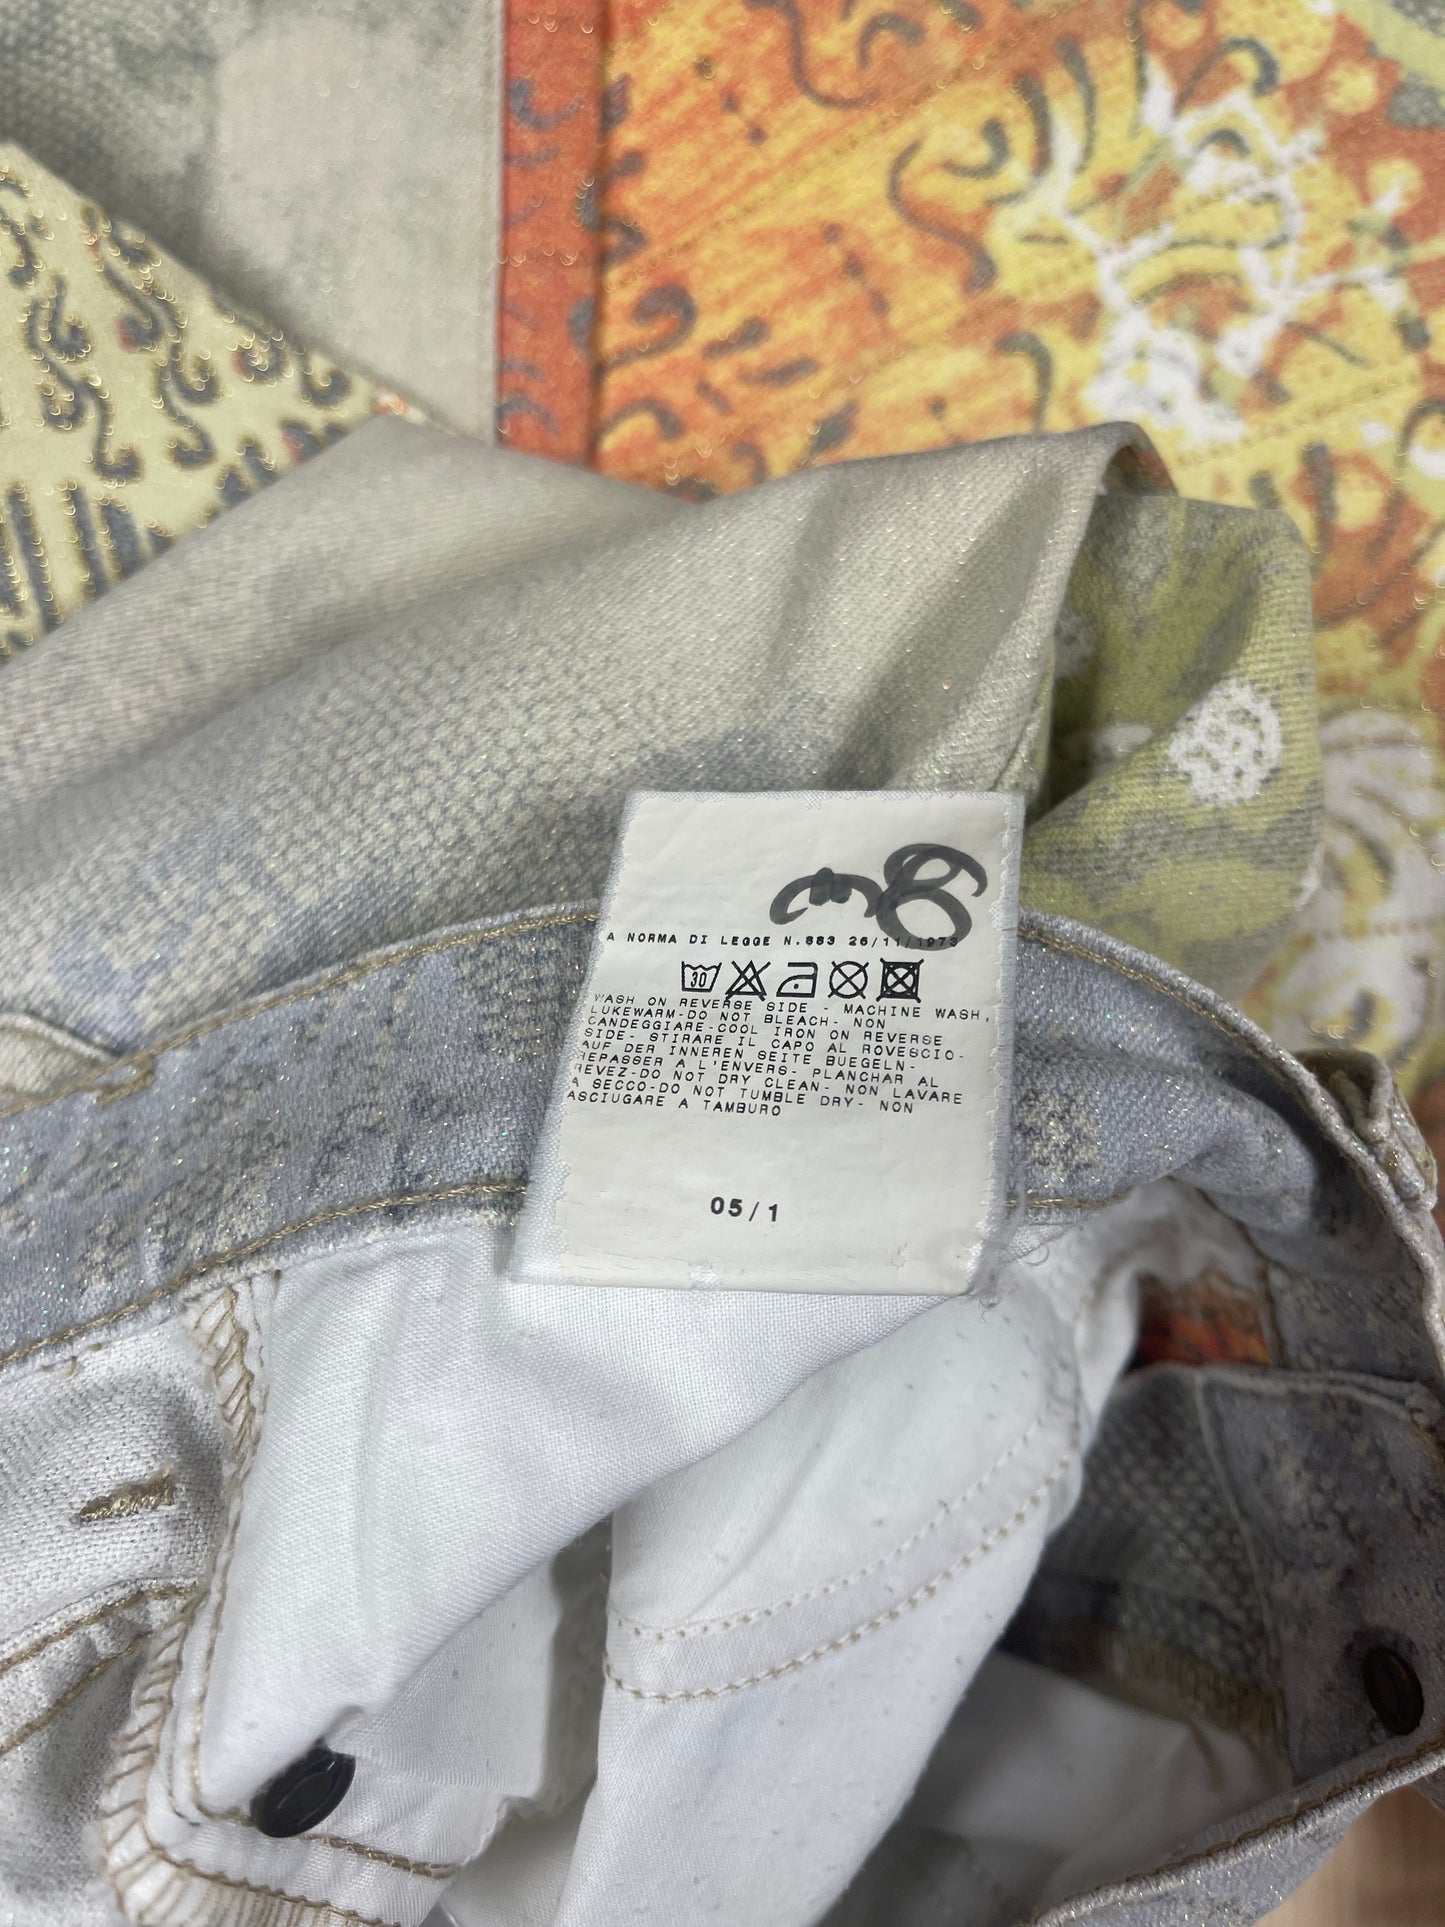 A NORMA DI LEGGE N.883 26/11/1973
30
WASH ON REVERSE SIDE - MACHINE WASH,
LUKEWARM-DO NOT BLEACH- NON
CANDEGGIARE-COOL IRON ON REVERSE
SIDE- STIRARE IL CAPO AL ROVESCIO-
AUF DER INNEREN SEITE BUEGELN-
REPASSER A L'ENVERS- PLANCHAR AL
REVEZ-DO NOT DRY CLEAN- NON LAVARE
A SECCO-DO NOT TUMBLE DRY- NON
ASCIUGARE A TAMBURO
05/1